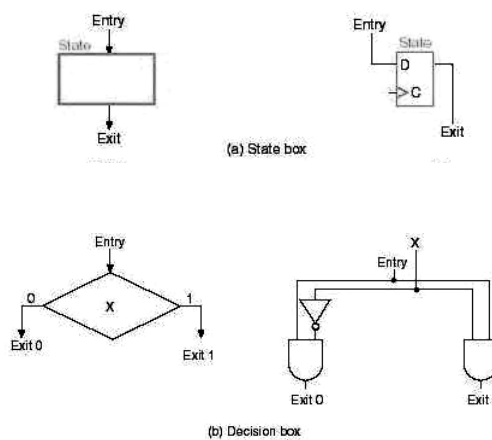 Entry
State
Exit
Entry
State
D
C
Exit
(a) State box
Entry
0
X
1
Exit 0
Exit 1
X
Entry
Exit 0
Exit
(b) Decision box